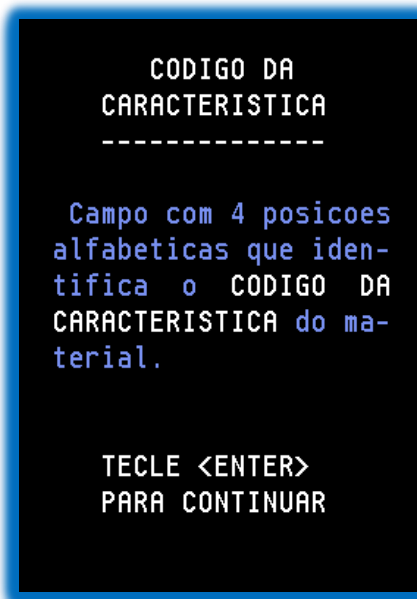 CODIGO DA
CARACTERISTICA
--------------
Campo com 4 posicoes
alfabeticas que iden-
tifica o CODIGO DA
CARACTERISTICA do ma-
terial.
TECLE <ENTER>
PARA CONTINUAR